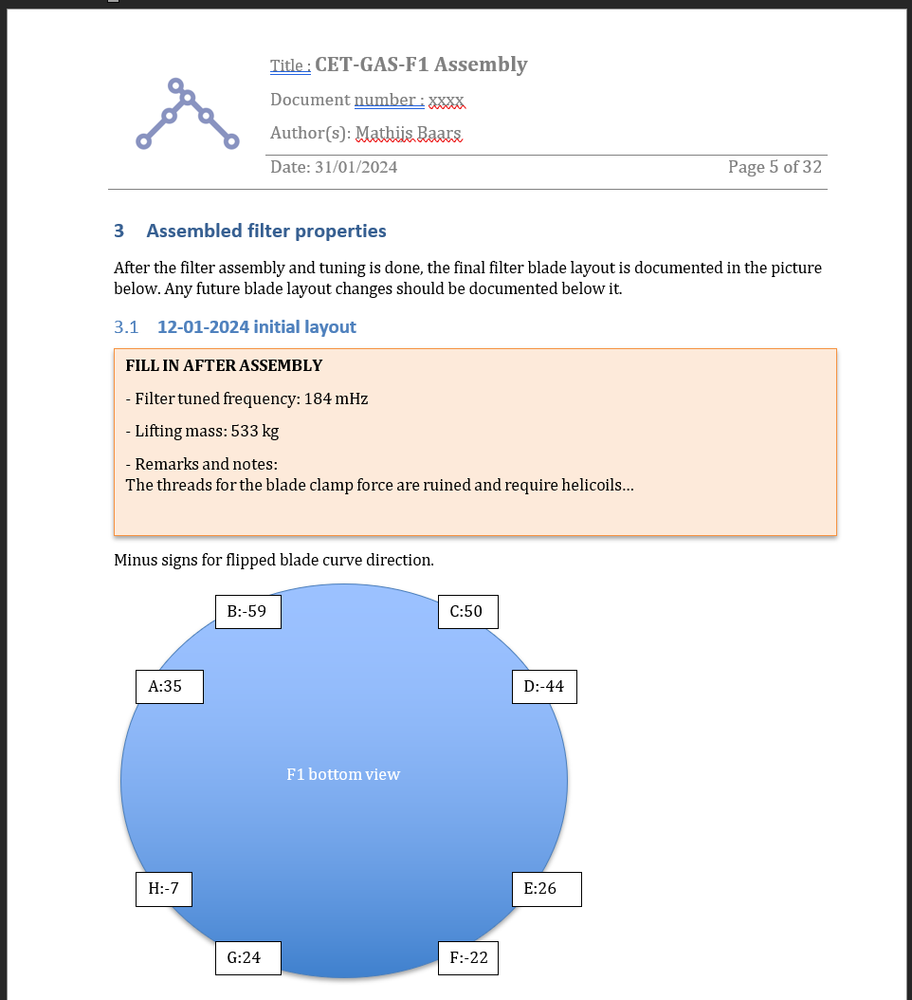 Title : CET-GAS-F1 Assembly
Document number : xxxx
Author(s): Mathijs Baars
Date: 31/01/2024 Page 5 of 32
3 Assembled filter properties
After the filter assembly and tuning is done, the final filter blade layout is documented in the picture
below. Any future blade layout changes should be documented below it.
3.1 12-01-2024 initial layout
FILL IN AFTER ASSEMBLY
- Filter tuned frequency: 184 mHz
- Lifting mass: 533 kg
- Remarks and notes:
The threads for the blade clamp force are ruined and require helicoils...
Minus signs for flipped blade curve direction.
B:-59 C:50
A:35 D:-44
F1 bottom view
H:-7 E:26
G:24 F:-22